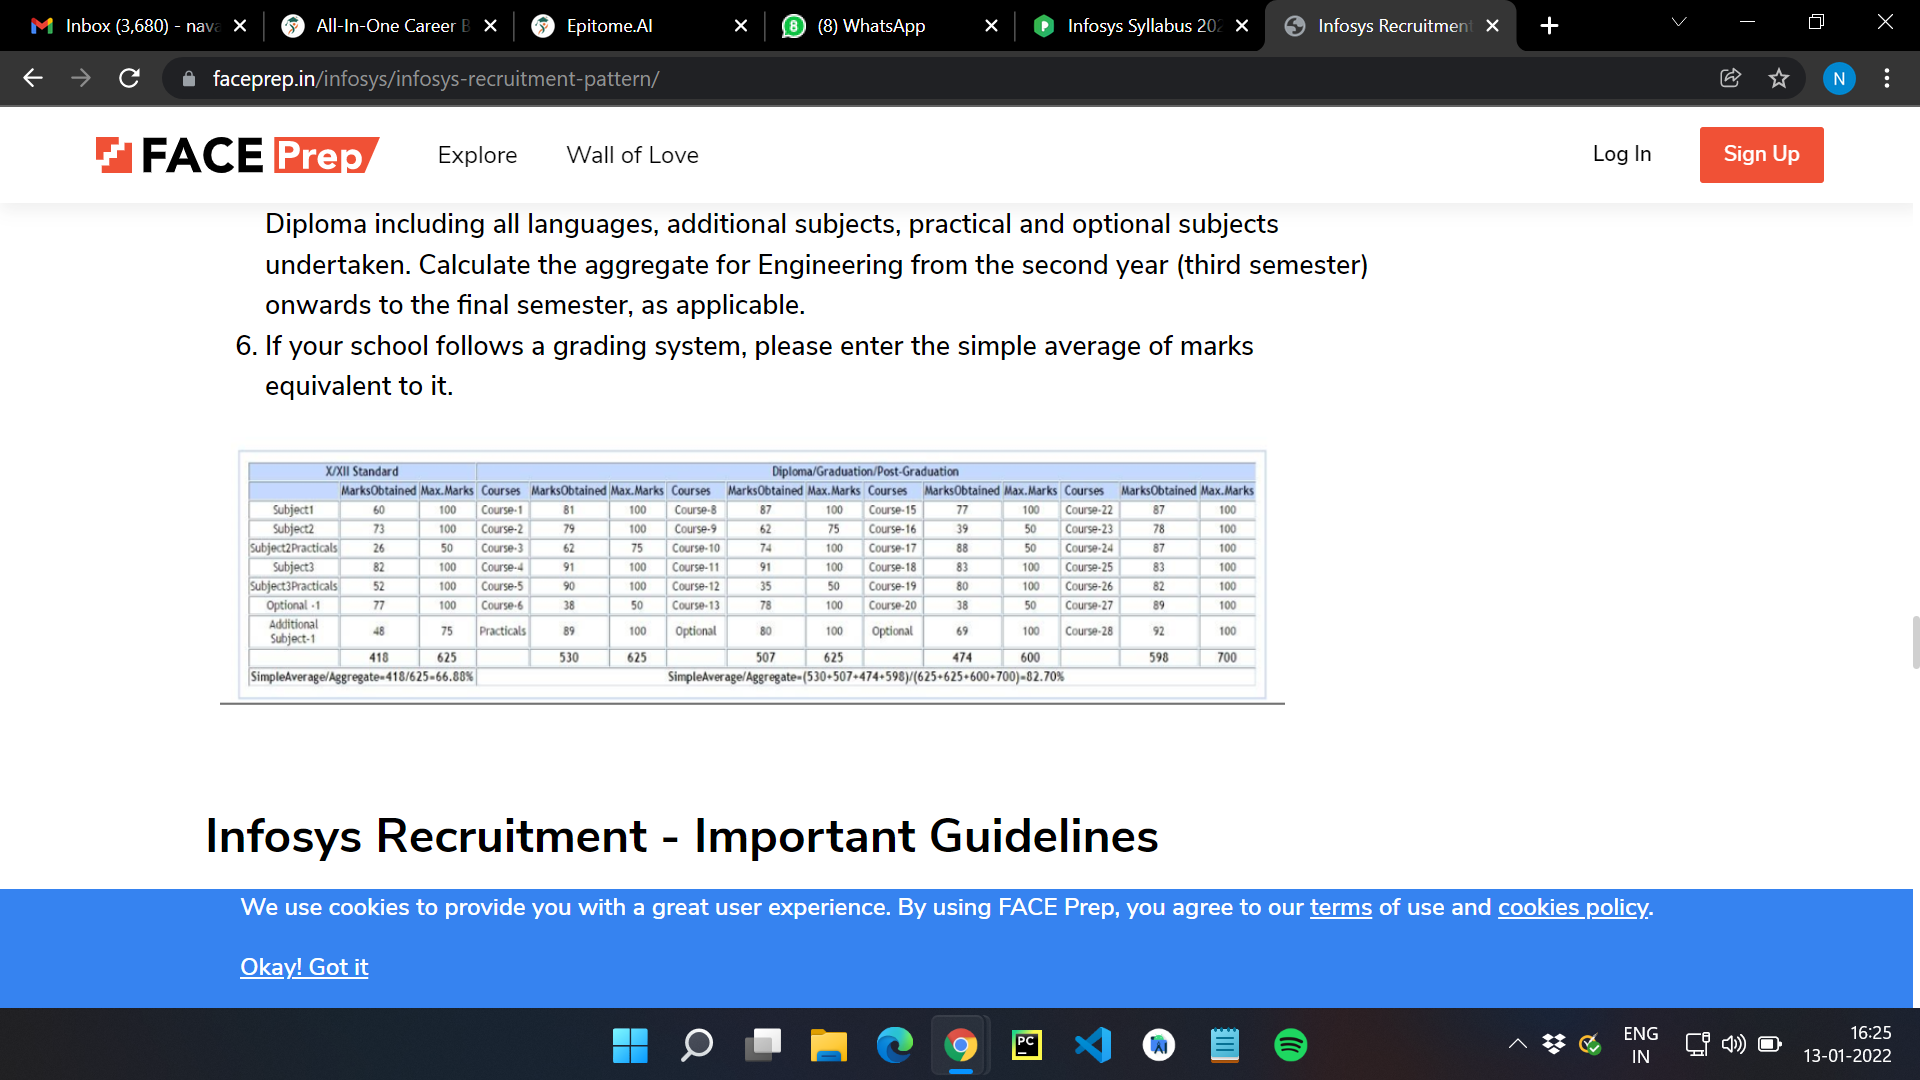 Inbox (3,680) - nava
All-In-One Career B
Epitome.AI
(8) WhatsApp
Infosys Syllabus 202
Infosys Recruitment
faceprep.in/infosys/infosys-recruitment-pattern/
N
FACE Prep
Explore
Wall of Love
Log In
Sign Up
Diploma including all languages, additional subjects, practical and optional subjects
undertaken. Calculate the aggregate for Engineering from the second year (third semester)
onwards to the final semester, as applicable.
6. If your school follows a grading system, please enter the simple average of marks
equivalent to it.
X/XII Standard Diploma/Graduation/Post-Graduation
MarksObtained Max.Marks Courses MarksObtained Max.Marks Courses MarksObtained Max.Marks Courses MarksObtained Max.Marks Courses MarksObtained Max.Marks
Subject1 60 100 Course-1 81 100 Course-8 87 100 Course-15 77 100 Course-22 87 100
Subject2 73 100 Course-2 79 100 Course-9 62 75 Course-16 39 50 Course-23 78 100
Subject2Practicals 26 50 Course-3 62 75 Course-10 74 100 Course-17 88 50 Course-24 87 100
Subject3 82 100 Course-4 91 100 Course-11 91 100 Course-18 83 100 Course-25 83 100
Subject3Practicals 52 100 Course-5 90 100 Course-12 35 50 Course-19 80 100 Course-26 82 100
Optional -1 77 100 Course-6 38 50 Course-13 78 100 Course-20 38 50 Course-27 89 100
Additional
Subject-1 48 75 Practicals 89 100 Optional 80 100 Optional 69 100 Course-28 92 100
418 625 530 625 507 625 474 600 598 700
SimpleAverage/Aggregate=418/625=66.88% SimpleAverage/Aggregate=(530+507+474+598)/(625+625+600+700)=82.70%
Infosys Recruitment - Important Guidelines
We use cookies to provide you with a great user experience. By using FACE Prep, you agree to our terms of use and cookies policy.
Okay! Got it
ENG
IN
16:25
13-01-2022